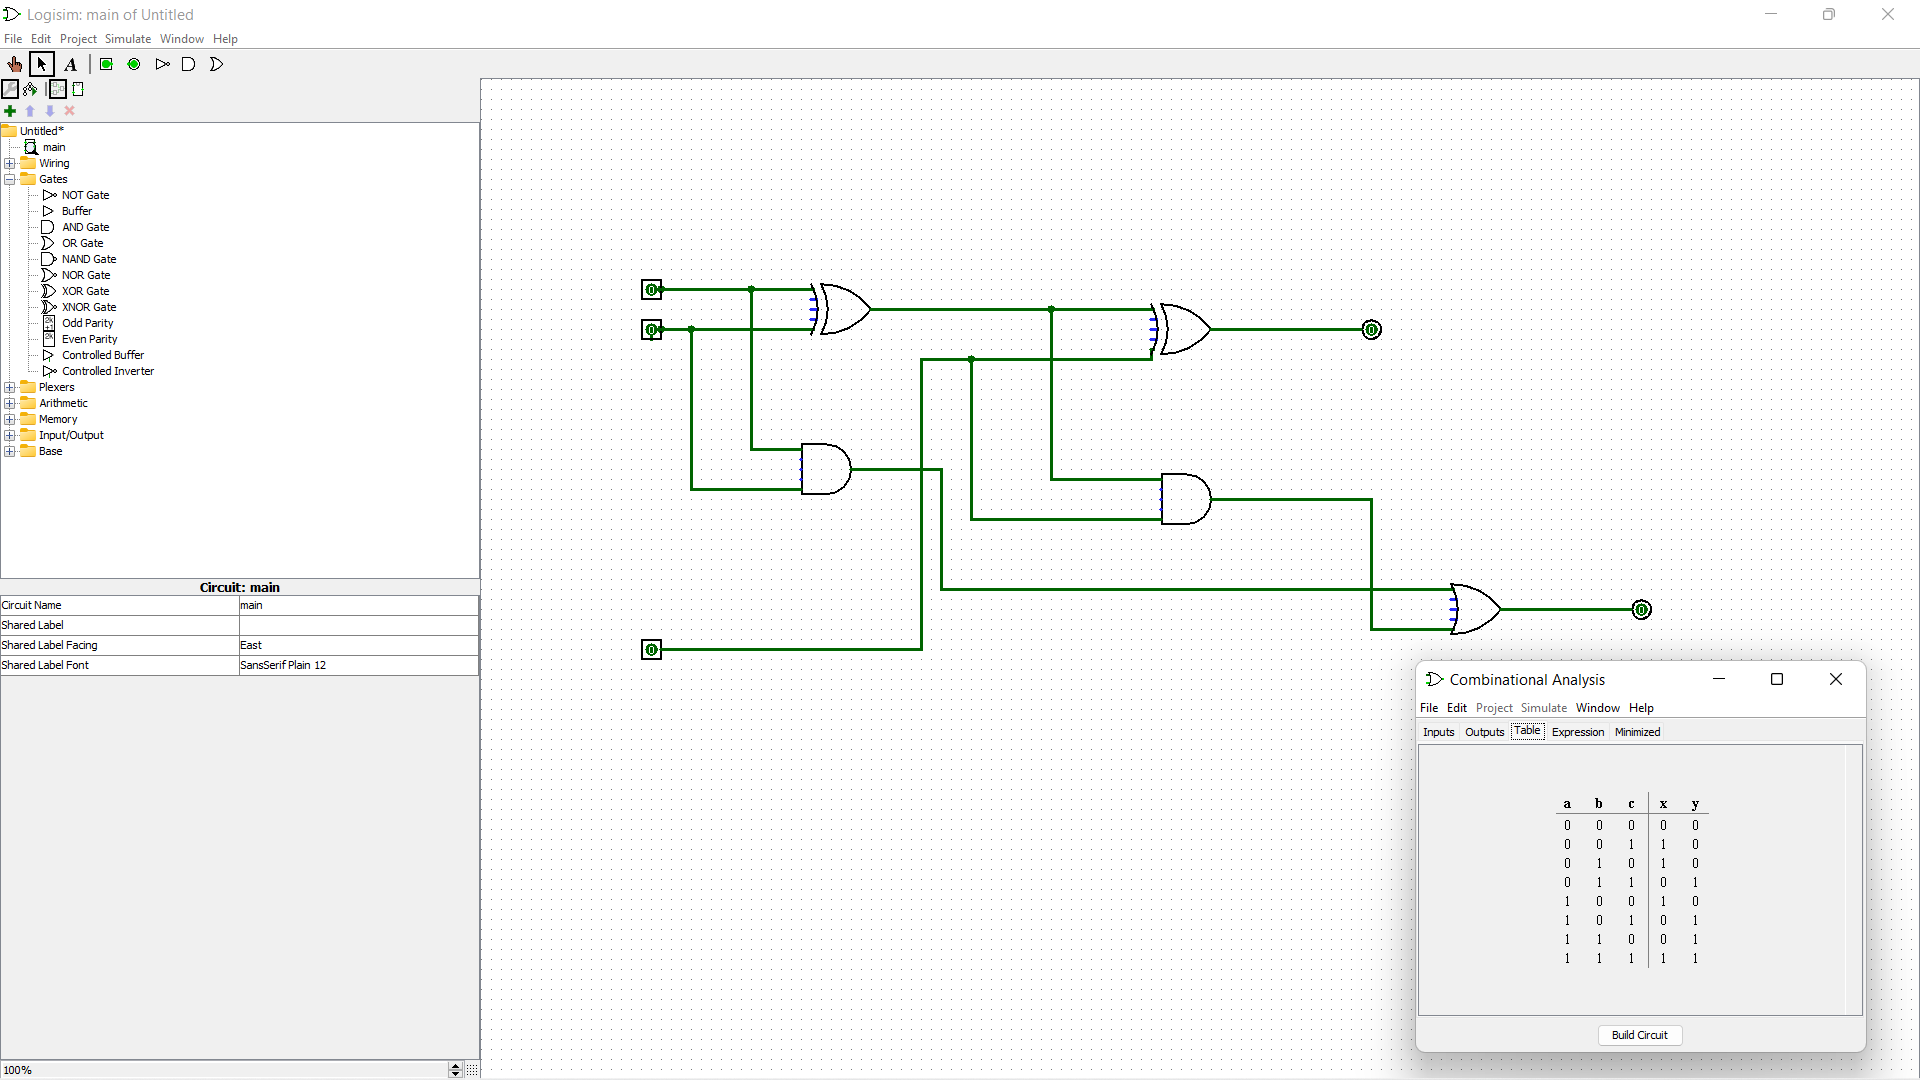 Logisim: main of Untitled
File Edit Project Simulate Window Help
A
Untitled*
main
Wiring
Gates
NOT Gate
Buffer
AND Gate
OR Gate
NAND Gate
NOR Gate
XOR Gate
XNOR Gate
2k+1 Odd Parity
2k Even Parity
Controlled Buffer
Controlled Inverter
Plexers
Arithmetic
Memory
Input/Output
Base
Circuit: main
Circuit Name main
Shared Label
Shared Label Facing East
Shared Label Font SansSerif Plain 12
100%
0
0
0
0
0
Combinational Analysis
File Edit Project Simulate Window Help
Inputs Outputs Table Expression Minimized
a b c x y
0 0 0 0 0
0 0 1 1 0
0 1 0 1 0
0 1 1 0 1
1 0 0 1 0
1 0 1 0 1
1 1 0 0 1
1 1 1 1 1
Build Circuit